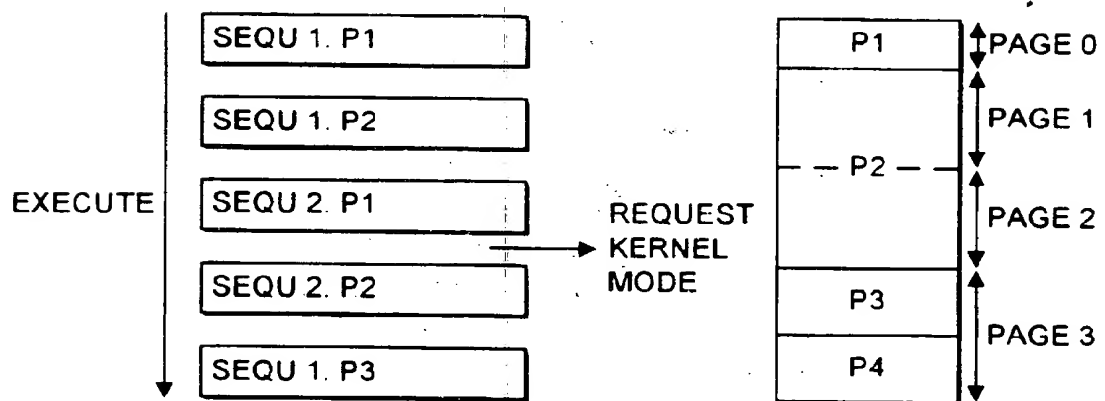 SEQU 1. P1
SEQU 1. P2
EXECUTE
SEQU 2. P1
REQUEST
KERNEL
MODE
SEQU 2. P2
SEQU 1. P3
P1
PAGE 0
PAGE 1
P2
PAGE 2
P3
PAGE 3
P4